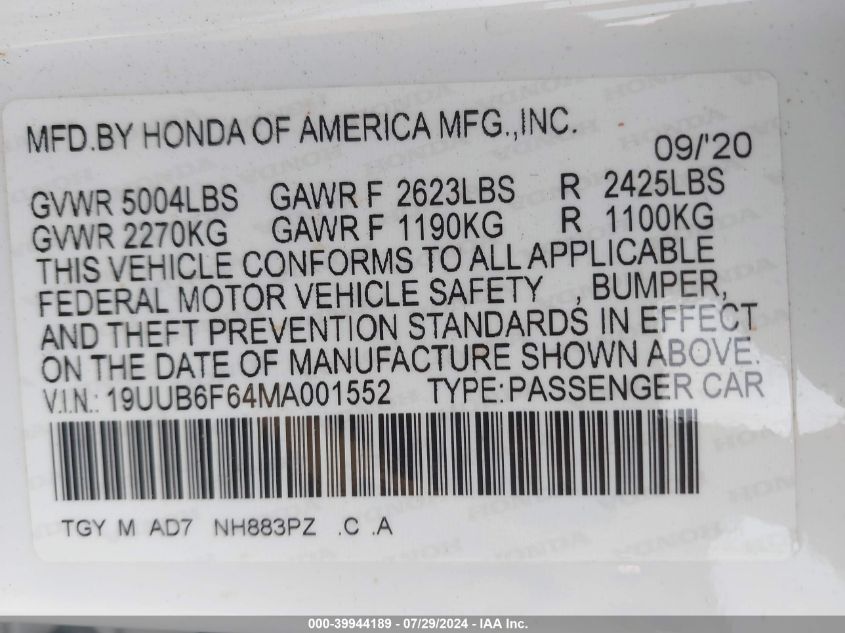 MFD.BY HONDA OF AMERICA MFG.,INC.
09/'20
GVWR 5004LBS GAWR F 2623LBS R 2425LBS
GVWR 2270KG GAWR F 1190KG R 1100KG
THIS VEHICLE CONFORMS TO ALL APPLICABLE
FEDERAL MOTOR VEHICLE SAFETY , BUMPER,
AND THEFT PREVENTION STANDARDS IN EFFECT
ON THE DATE OF MANUFACTURE SHOWN ABOVE.
V.I.N.: 19UUB6F64MA001552 TYPE:PASSENGER CAR
TGY M AD7 NH883PZ .C .A
000-39944189 - 07/29/2024 - IAA Inc.